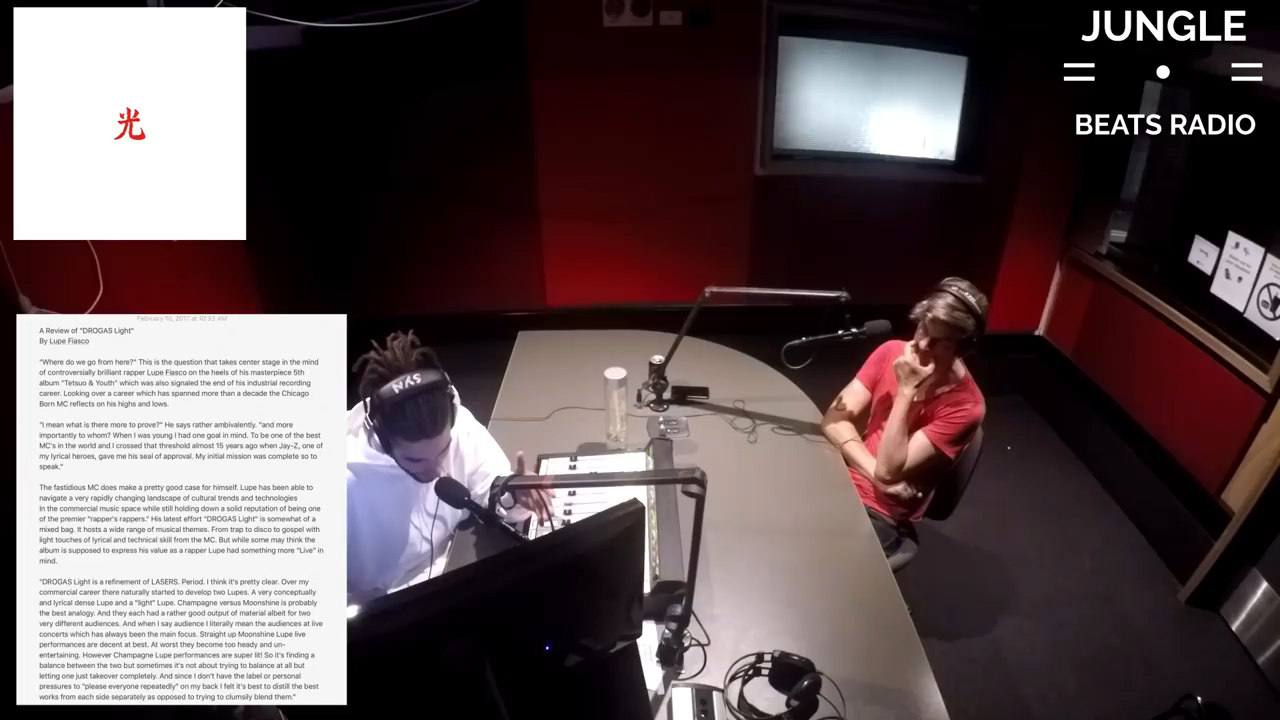 光
JUNGLE
BEATS RADIO
NAS
February 10, 2017 at 10:33 AM
A Review of "DROGAS Light"
By Lupe Fiasco
"Where do we go from here?" This is the question that takes center stage in the mind
of controversially brilliant rapper Lupe Fiasco on the heels of his masterpiece 5th
album "Tetsuo & Youth" which was also signaled the end of his industrial recording
career. Looking over a career which has spanned more than a decade the Chicago
Born MC reflects on his highs and lows.
"I mean what is there more to prove?" He says rather ambivalently. "and more
importantly to whom? When I was young I had one goal in mind. To be one of the best
MC's in the world and I crossed that threshold almost 15 years ago when Jay-Z, one of
my lyrical heroes, gave me his seal of approval. My initial mission was complete so to
speak."
The fastidious MC does make a pretty good case for himself. Lupe has been able to
navigate a very rapidly changing landscape of cultural trends and technologies
In the commercial music space while still holding down a solid reputation of being one
of the premier "rapper's rappers." His latest effort "DROGAS Light" is somewhat of a
mixed bag. It hosts a wide range of musical themes. From trap to disco to gospel with
light touches of lyrical and technical skill from the MC. But while some may think the
album is supposed to express his value as a rapper Lupe had something more "Live" in
mind.
"DROGAS Light is a refinement of LASERS. Period. I think it's pretty clear. Over my
commercial career there naturally started to develop two Lupes. A very conceptually
and lyrical dense Lupe and a "light" Lupe. Champagne versus Moonshine is probably
the best analogy. And they each had a rather good output of material albeit for two
very different audiences. And when I say audience I literally mean the audiences at live
concerts which has always been the main focus. Straight up Moonshine Lupe live
performances are decent at best. At worst they become too heady and un-
entertaining. However Champagne Lupe performances are super lit! So it's finding a
balance between the two but sometimes it's not about trying to balance at all but
letting one just takeover completely. And since I don't have the label or personal
pressures to "please everyone repeatedly" on my back I felt it's best to distill the best
works from each side separately as opposed to trying to clumsily blend them."